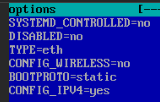 options [---
SYSTEMD_CONTROLLED=no
DISABLED=no
TYPE=eth
CONFIG_WIRELESS=no
BOOTPROTO=static
CONFIG_IPV4=yes